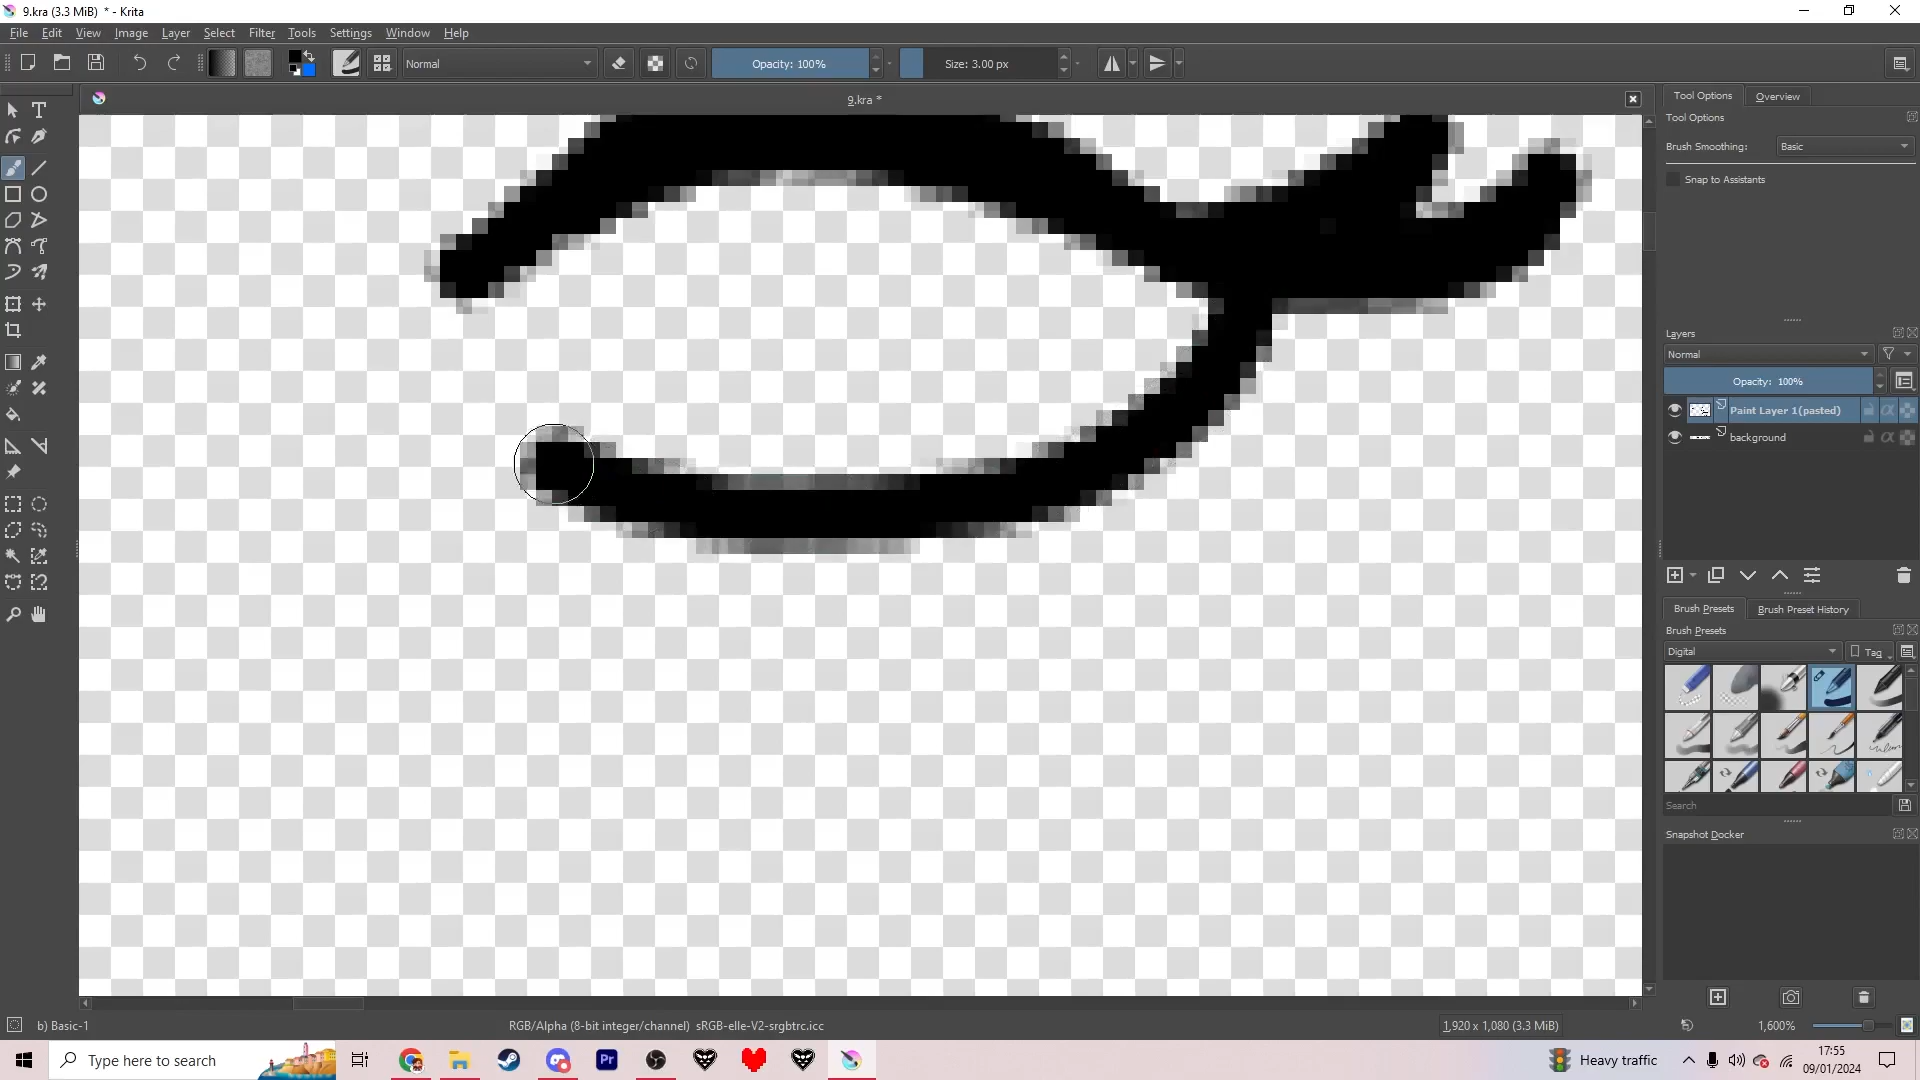 9.kra (3.3 MiB) * - Krita
File Edit View Image Layer Select Filter Tools Settings Window Help
Normal Opacity: 100% Size: 3.00 px
9.kra *
Tool Options Overview
Tool Options
Brush Smoothing: Basic
Snap to Assistants
Layers
Normal
Opacity: 100%
Paint Layer 1(pasted)
background
Brush Presets Brush Preset History
Brush Presets
Digital Tag
Search
Snapshot Docker
b) Basic-1 RGB/Alpha (8-bit integer/channel) sRGB-elle-V2-srgbtrc.icc 1,920 x 1,080 (3.3 MiB) 1,600%
Type here to search Pr Heavy traffic 17:55
09/01/2024